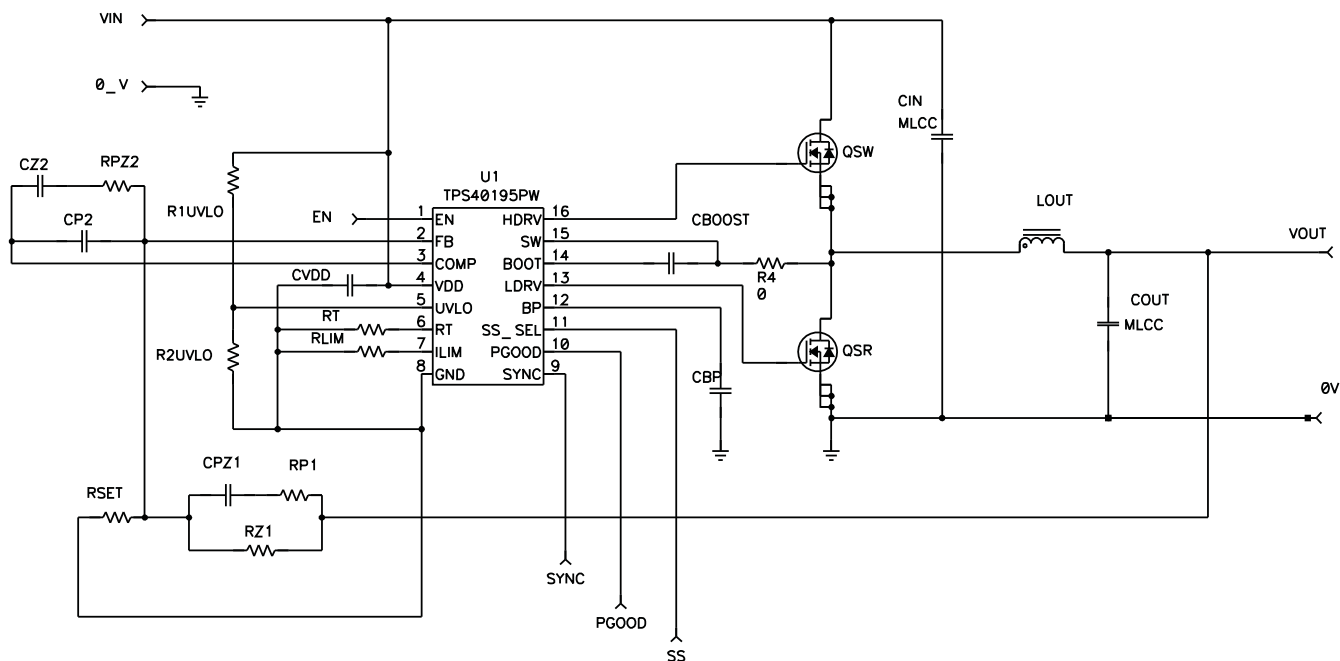 VIN
0_V
CIN
MLCC
QSW
CZ2
RPZ2
U1
TPS40195PW
R1UVLO
CP2
EN
1 EN
2 FB
3 COMP
4 VDD
5 UVLO
6 RT
7 ILIM
8 GND
HDRV 16
SW 15
BOOT 14
LDRV 13
BP 12
SS_SEL 11
PGOOD 10
SYNC 9
CBOOST
LOUT
VOUT
CVDD
R4
0
COUT
MLCC
RT
RLIM
R2UVLO
QSR
CBP
0V
CPZ1
RP1
RSET
RZ1
SYNC
PGOOD
SS